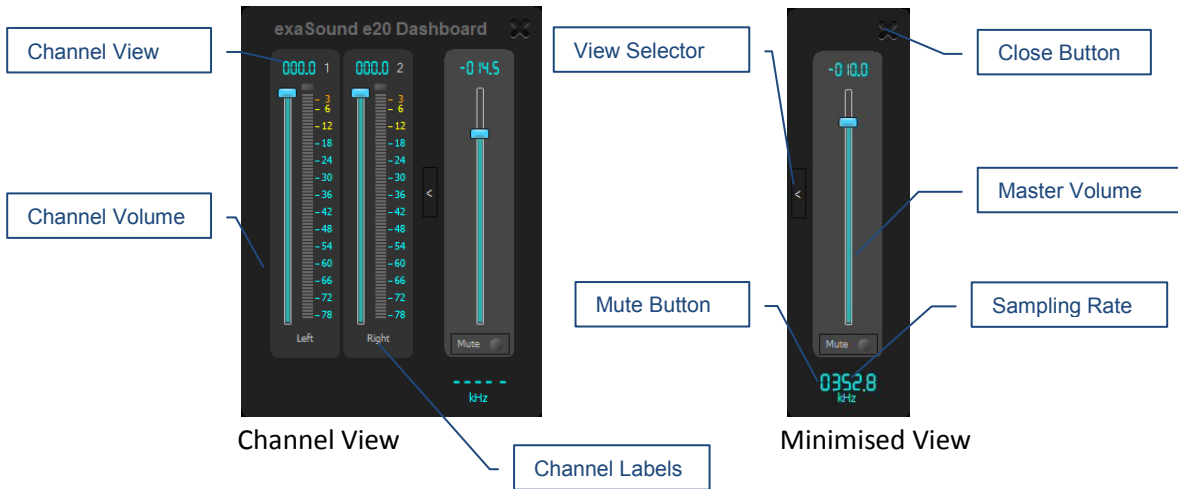 exaSound e20 Dashboard
Channel View
View Selector
Close Button
000.0 1
000.0 2
-014.5
-010.0
- 3
- 6
- 12
- 18
- 24
- 30
- 36
- 42
- 48
- 54
- 60
- 66
- 72
- 78
- 3
- 6
- 12
- 18
- 24
- 30
- 36
- 42
- 48
- 54
- 60
- 66
- 72
- 78
<
<
Channel Volume
Master Volume
Mute Button
Sampling Rate
Left
Right
Mute
Mute
- - - - -
kHz
0352.8
kHz
Channel View
Minimised View
Channel Labels